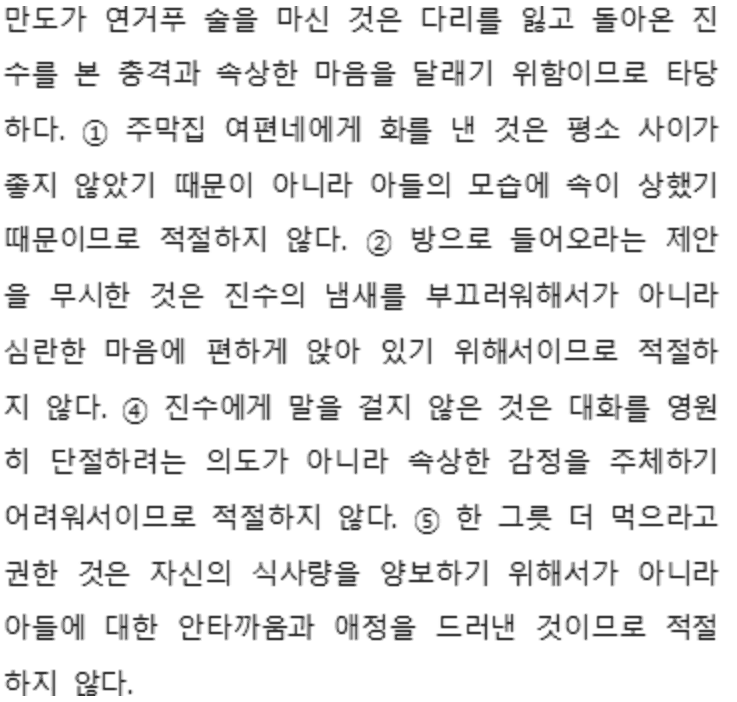 만도가 연거푸 술을 마신 것은 다리를 잃고 돌아온 진
수를 본 충격과 속상한 마음을 달래기 위함이므로 타당
하다. ① 주막집 여편네에게 화를 낸 것은 평소 사이가
좋지 않았기 때문이 아니라 아들의 모습에 속이 상했기
때문이므로 적절하지 않다. ② 방으로 들어오라는 제안
을 무시한 것은 진수의 냄새를 부끄러워해서가 아니라
심란한 마음에 편하게 앉아 있기 위해서이므로 적절하
지 않다. ④ 진수에게 말을 걸지 않은 것은 대화를 영원
히 단절하려는 의도가 아니라 속상한 감정을 주체하기
어려워서이므로 적절하지 않다. ⑤ 한 그릇 더 먹으라고
권한 것은 자신의 식사량을 양보하기 위해서가 아니라
아들에 대한 안타까움과 애정을 드러낸 것이므로 적절
하지 않다.